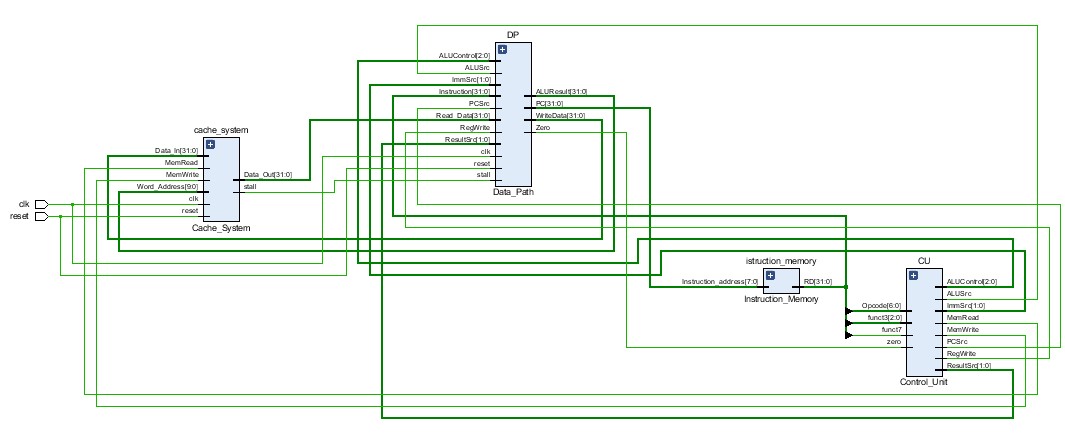 DP
ALUControl[2:0]
ALUSrc
ImmSrc[1:0]
Instruction[31:0]
PCSrc
Read_Data[31:0]
RegWrite
ResultSrc[1:0]
clk
reset
stall
ALUResult[31:0]
PC[31:0]
WriteData[31:0]
Zero
Data_Path
cache_system
Data_In[31:0]
MemRead
MemWrite
Word_Address[9:0]
clk
reset
Data_Out[31:0]
stall
Cache_System
clk
reset
istruction_memory
Instruction_address[7:0]
RD[31:0]
Instruction_Memory
CU
Opcode[6:0]
funct3[2:0]
funct7
zero
ALUControl[2:0]
ALUSrc
ImmSrc[1:0]
MemRead
MemWrite
PCSrc
RegWrite
ResultSrc[1:0]
Control_Unit